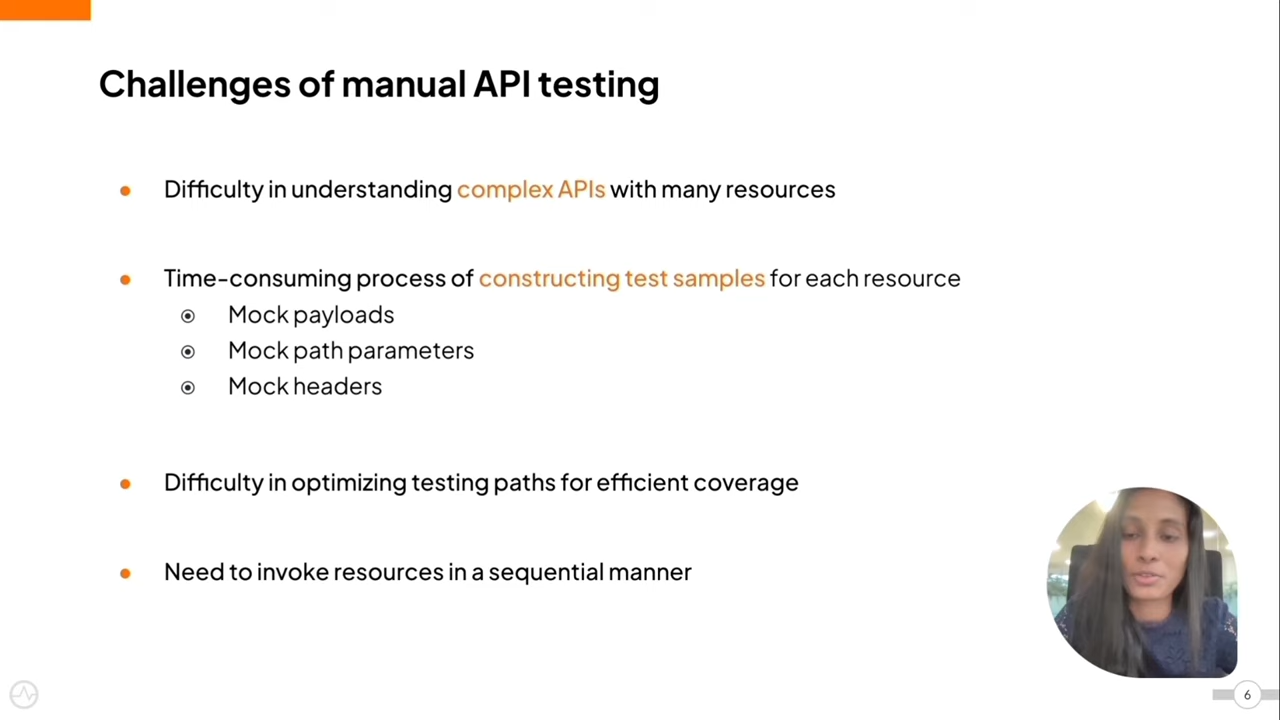 Challenges of manual API testing
Difficulty in understanding complex APIs with many resources
Time-consuming process of constructing test samples for each resource
Mock payloads
Mock path parameters
Mock headers
Difficulty in optimizing testing paths for efficient coverage
Need to invoke resources in a sequential manner
6